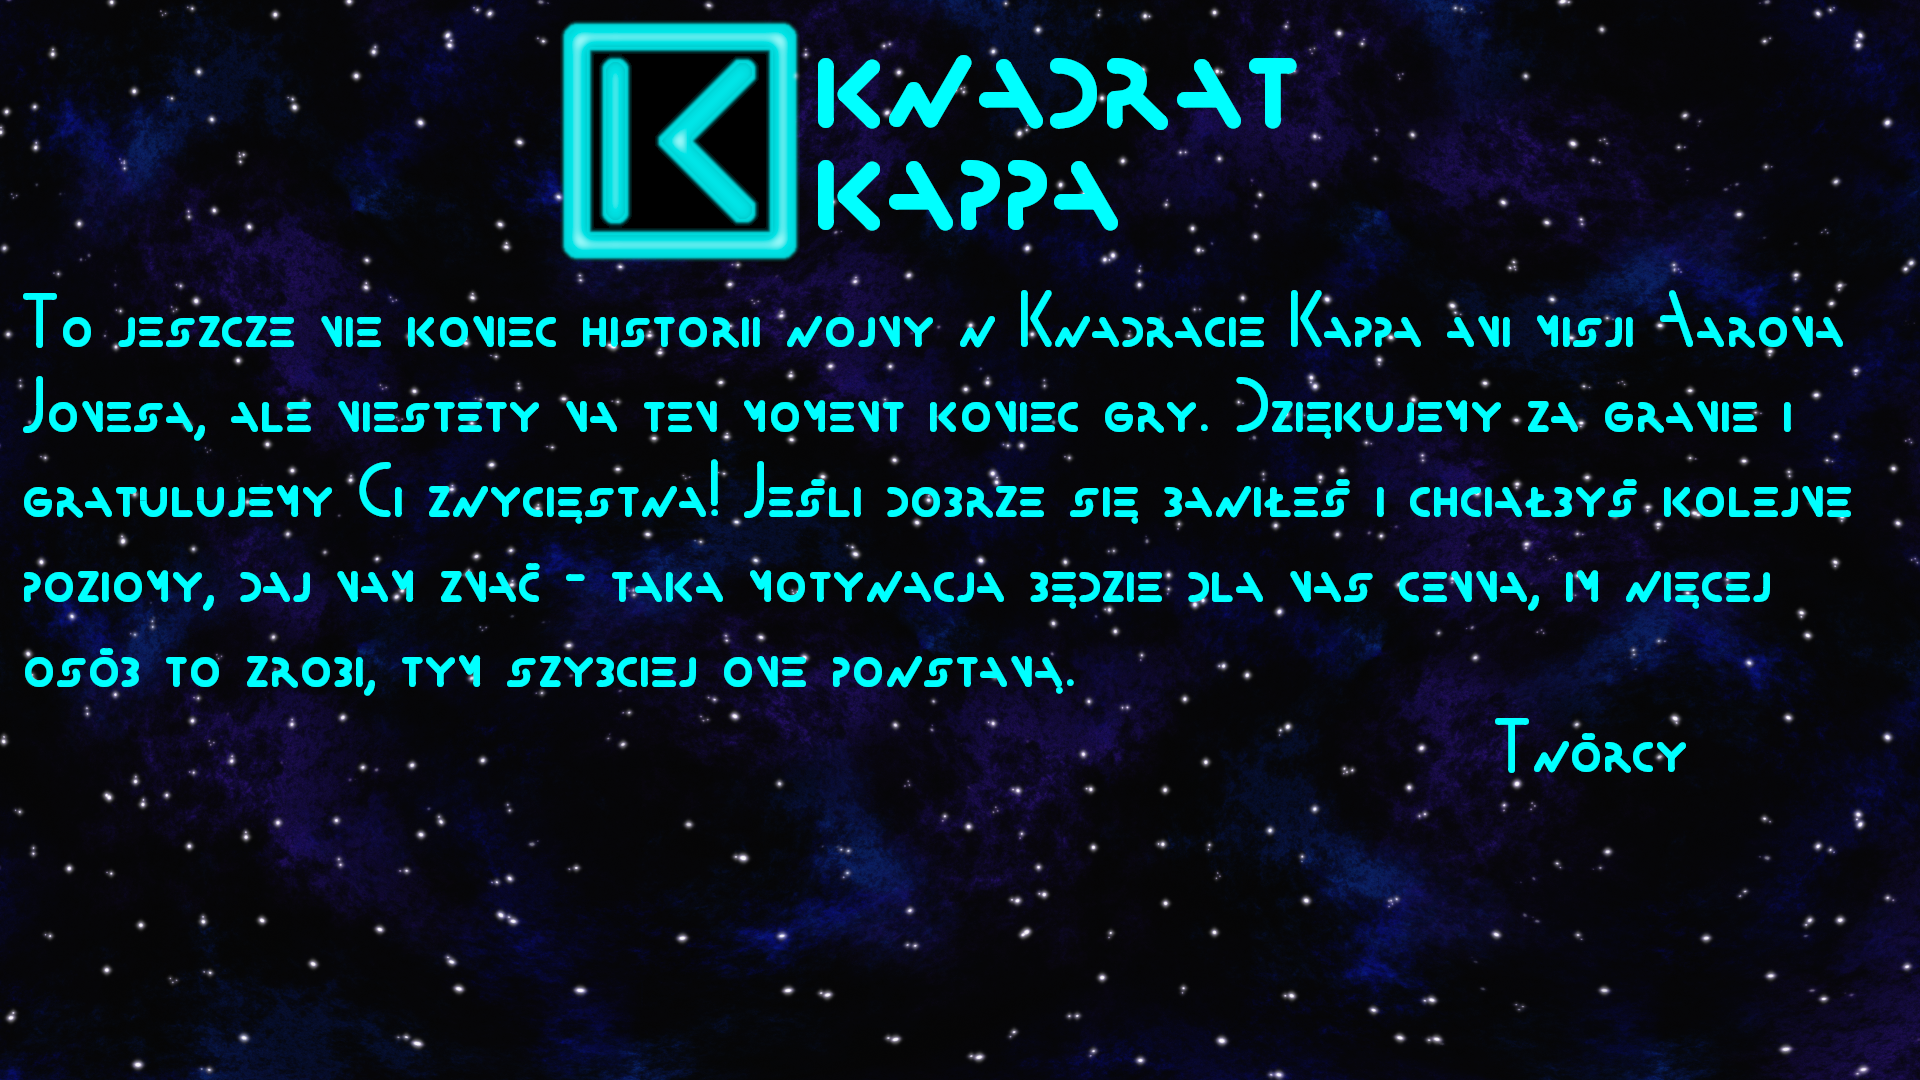 K
KWADRAT
KAPPA
To jeszcze nie koniec historii wojny w Kwadracie Kappa ani misji Aarona
Jonesa, ale niestety na ten moment koniec gry. Dziękujemy za granie i
gratulujemy Ci zwycięstwa! Jeśli dobrze się bawiłeś i chciałbyś kolejne
poziomy, daj nam znać - taka motywacja będzie dla nas cenna, im więcej
osób to zrobi, tym szybciej one powstaną.
Twórcy